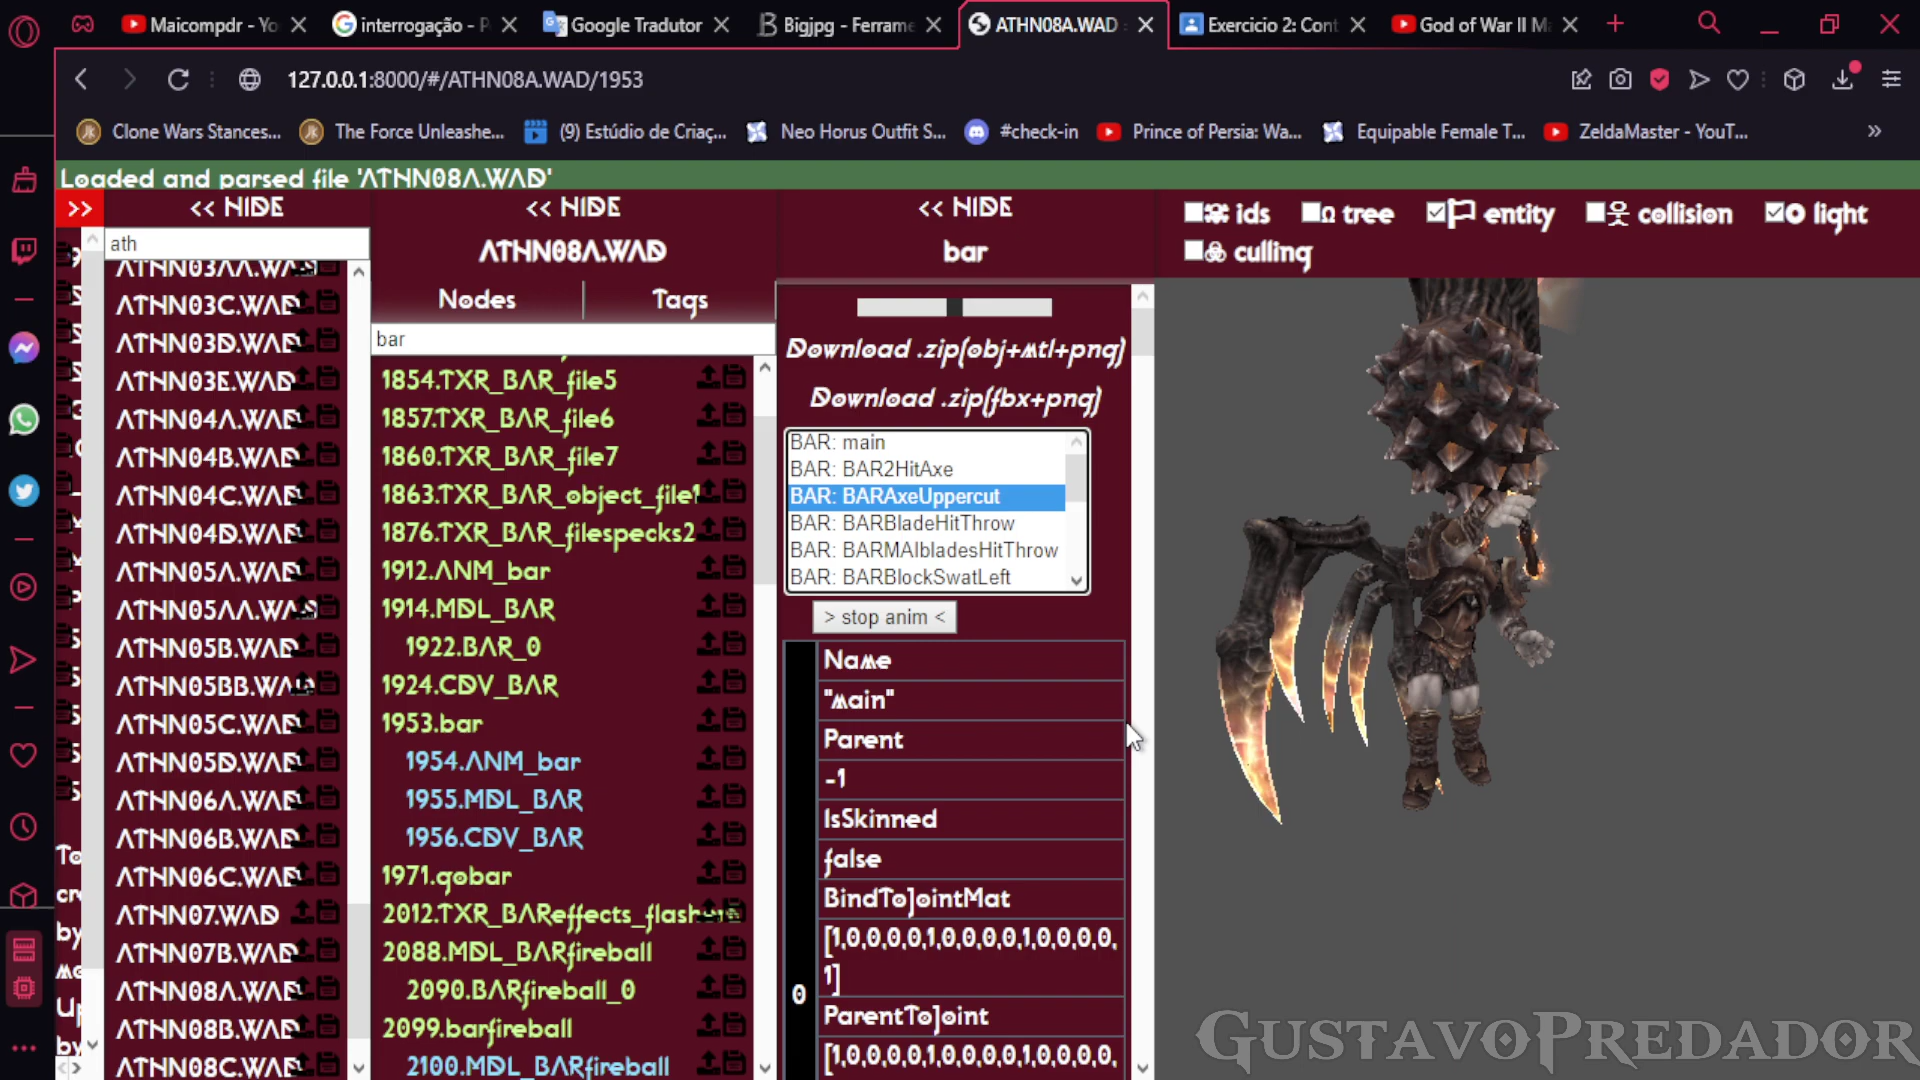 Maicompdr - Yo
interrogação - P
Google Tradutor
Bigjpg - Ferrame
ATHN08A.WAD
Exercicio 2: Cont
God of War II M
127.0.0.1:8000/#/ATHN08A.WAD/1953
Clone Wars Stances...
The Force Unleashe...
(9) Estúdio de Criaç...
Neo Horus Outfit S...
#check-in
Prince of Persia: Wa...
Equipable Female T...
ZeldaMaster - YouT...
Loaded and parsed file 'ATHN08A.WAD'
>>
<< HIDE
ath
ATHN03AA.WAD
ATHN03C.WAD
ATHN03D.WAD
ATHN03E.WAD
ATHN04A.WAD
ATHN04B.WAD
ATHN04C.WAD
ATHN04D.WAD
ATHN05A.WAD
ATHN05AA.WAD
ATHN05B.WAD
ATHN05BB.WAD
ATHN05C.WAD
ATHN05D.WAD
ATHN06A.WAD
ATHN06B.WAD
ATHN06C.WAD
ATHN07.WAD
ATHN07B.WAD
ATHN08A.WAD
ATHN08B.WAD
ATHN08C.WAD
<< HIDE
ATHN08A.WAD
Nodes
Tags
bar
1854.TXR_BAR_file5
1857.TXR_BAR_file6
1860.TXR_BAR_file7
1863.TXR_BAR_object_file1
1876.TXR_BAR_filespecks2
1912.ANM_bar
1914.MDL_BAR
1922.BAR_0
1924.CDV_BAR
1953.bar
1954.ANM_bar
1955.MDL_BAR
1956.CDV_BAR
1971.gobar
2012.TXR_BAReffects_flash
2088.MDL_BARfireball
2090.BARfireball_0
2099.barfireball
2100.MDL_BARfireball
<< HIDE
bar
Download .zip(obj+mtl+png)
Download .zip(fbx+png)
BAR: main
BAR: BAR2HitAxe
BAR: BARAxeUppercut
BAR: BARBladeHitThrow
BAR: BARMAIbladesHitThrow
BAR: BARBlockSwatLeft
> stop anim <
0
Name
"main"
Parent
-1
IsSkinned
false
BindToJointMat
[1,0,0,0,0,1,0,0,0,0,1,0,0,0,0,
1]
ParentToJoint
[1,0,0,0,0,1,0,0,0,0,1,0,0,0,0,
ids
tree
entity
collision
light
culling
GUSTAVOPREDADOR